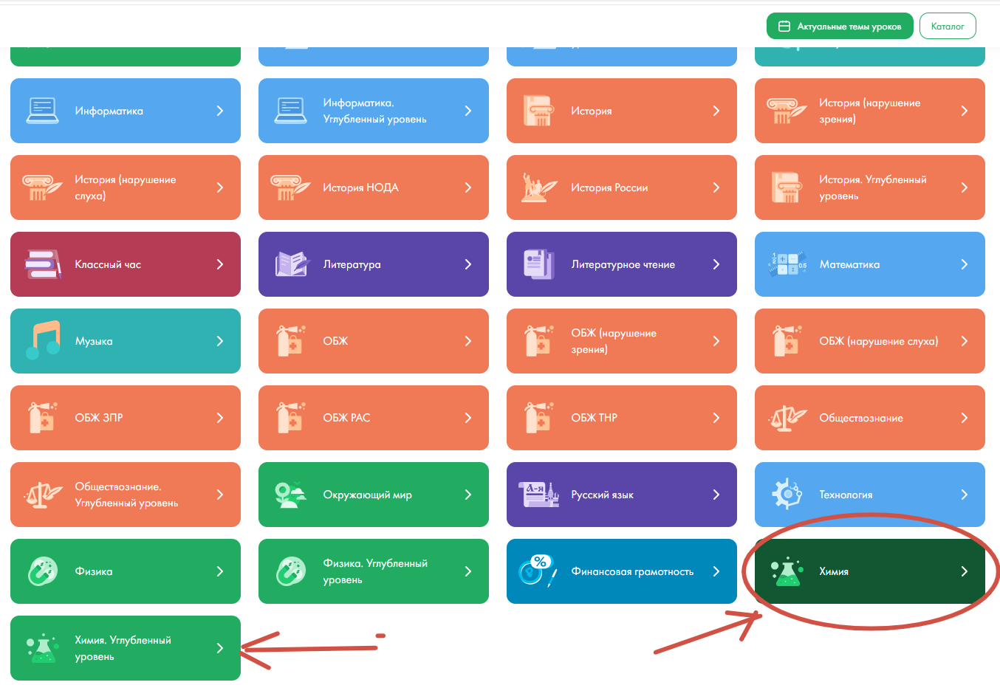 Актуальные темы уроков
Каталог
Информатика
Информатика.
Углубленный уровень
История
История (нарушение
зрения)
История (нарушение
слуха)
История НОДА
История России
История. Углубленный
уровень
Классный час
Литература
Литературное чтение
Математика
Музыка
ОБЖ
ОБЖ (нарушение
зрения)
ОБЖ (нарушение слуха)
ОБЖ ЗПР
ОБЖ РАС
ОБЖ ТНР
Обществознание
Обществознание.
Углубленный уровень
Окружающий мир
А-я
Русский язык
Технология
Физика
Физика. Углубленный
уровень
%
Финансовая грамотность
Химия
Химия. Углубленный
уровень